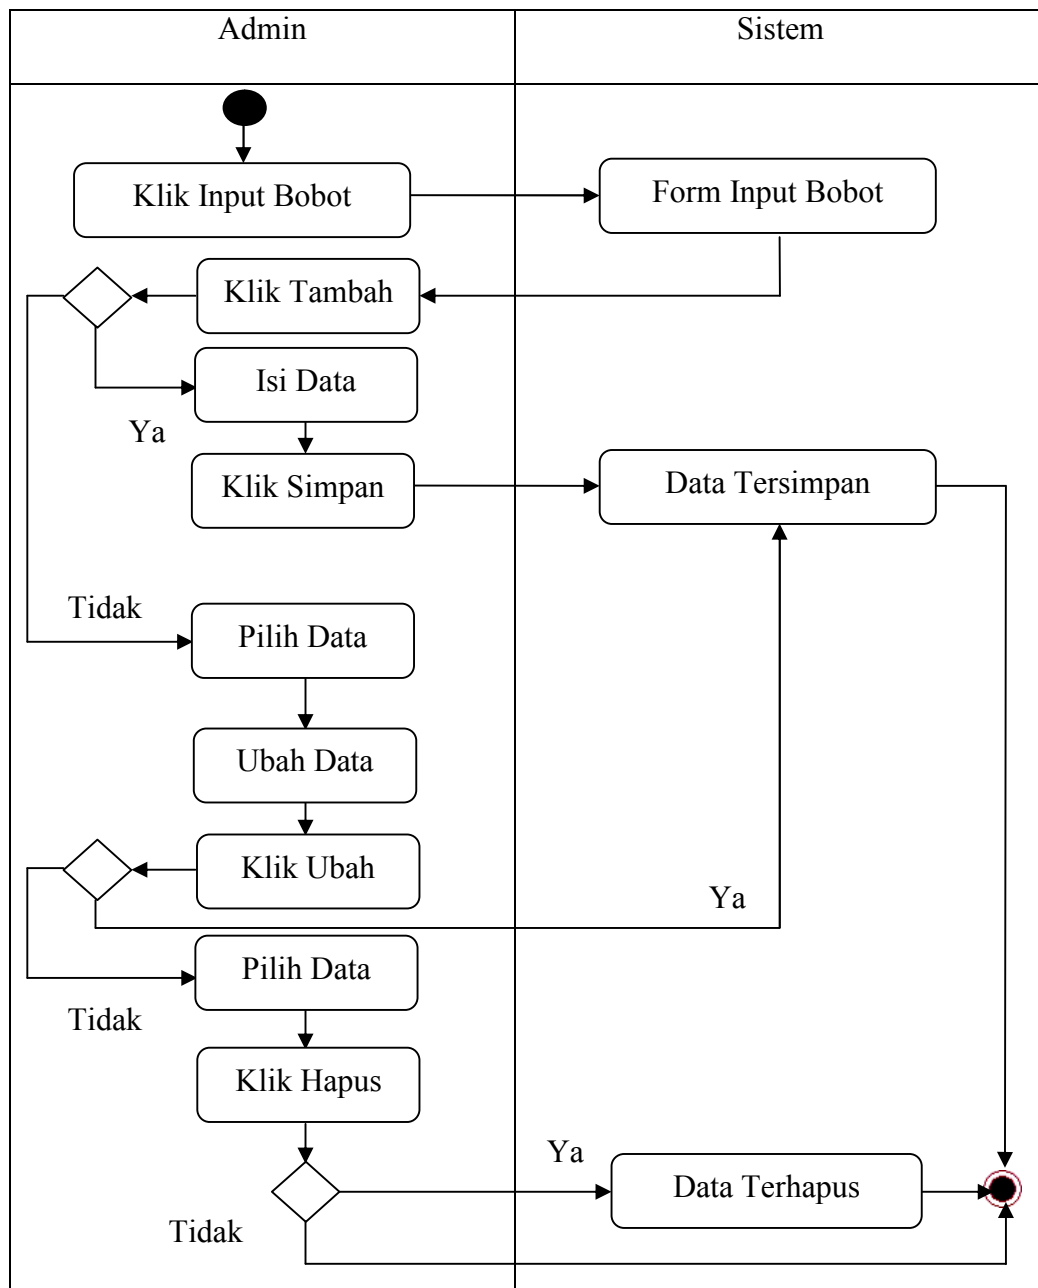 Admin
Sistem
Klik Input Bobot
Form Input Bobot
Klik Tambah
Isi Data
Ya
Klik Simpan
Data Tersimpan
Tidak
Pilih Data
Ubah Data
Klik Ubah
Ya
Pilih Data
Tidak
Klik Hapus
Ya
Data Terhapus
Tidak